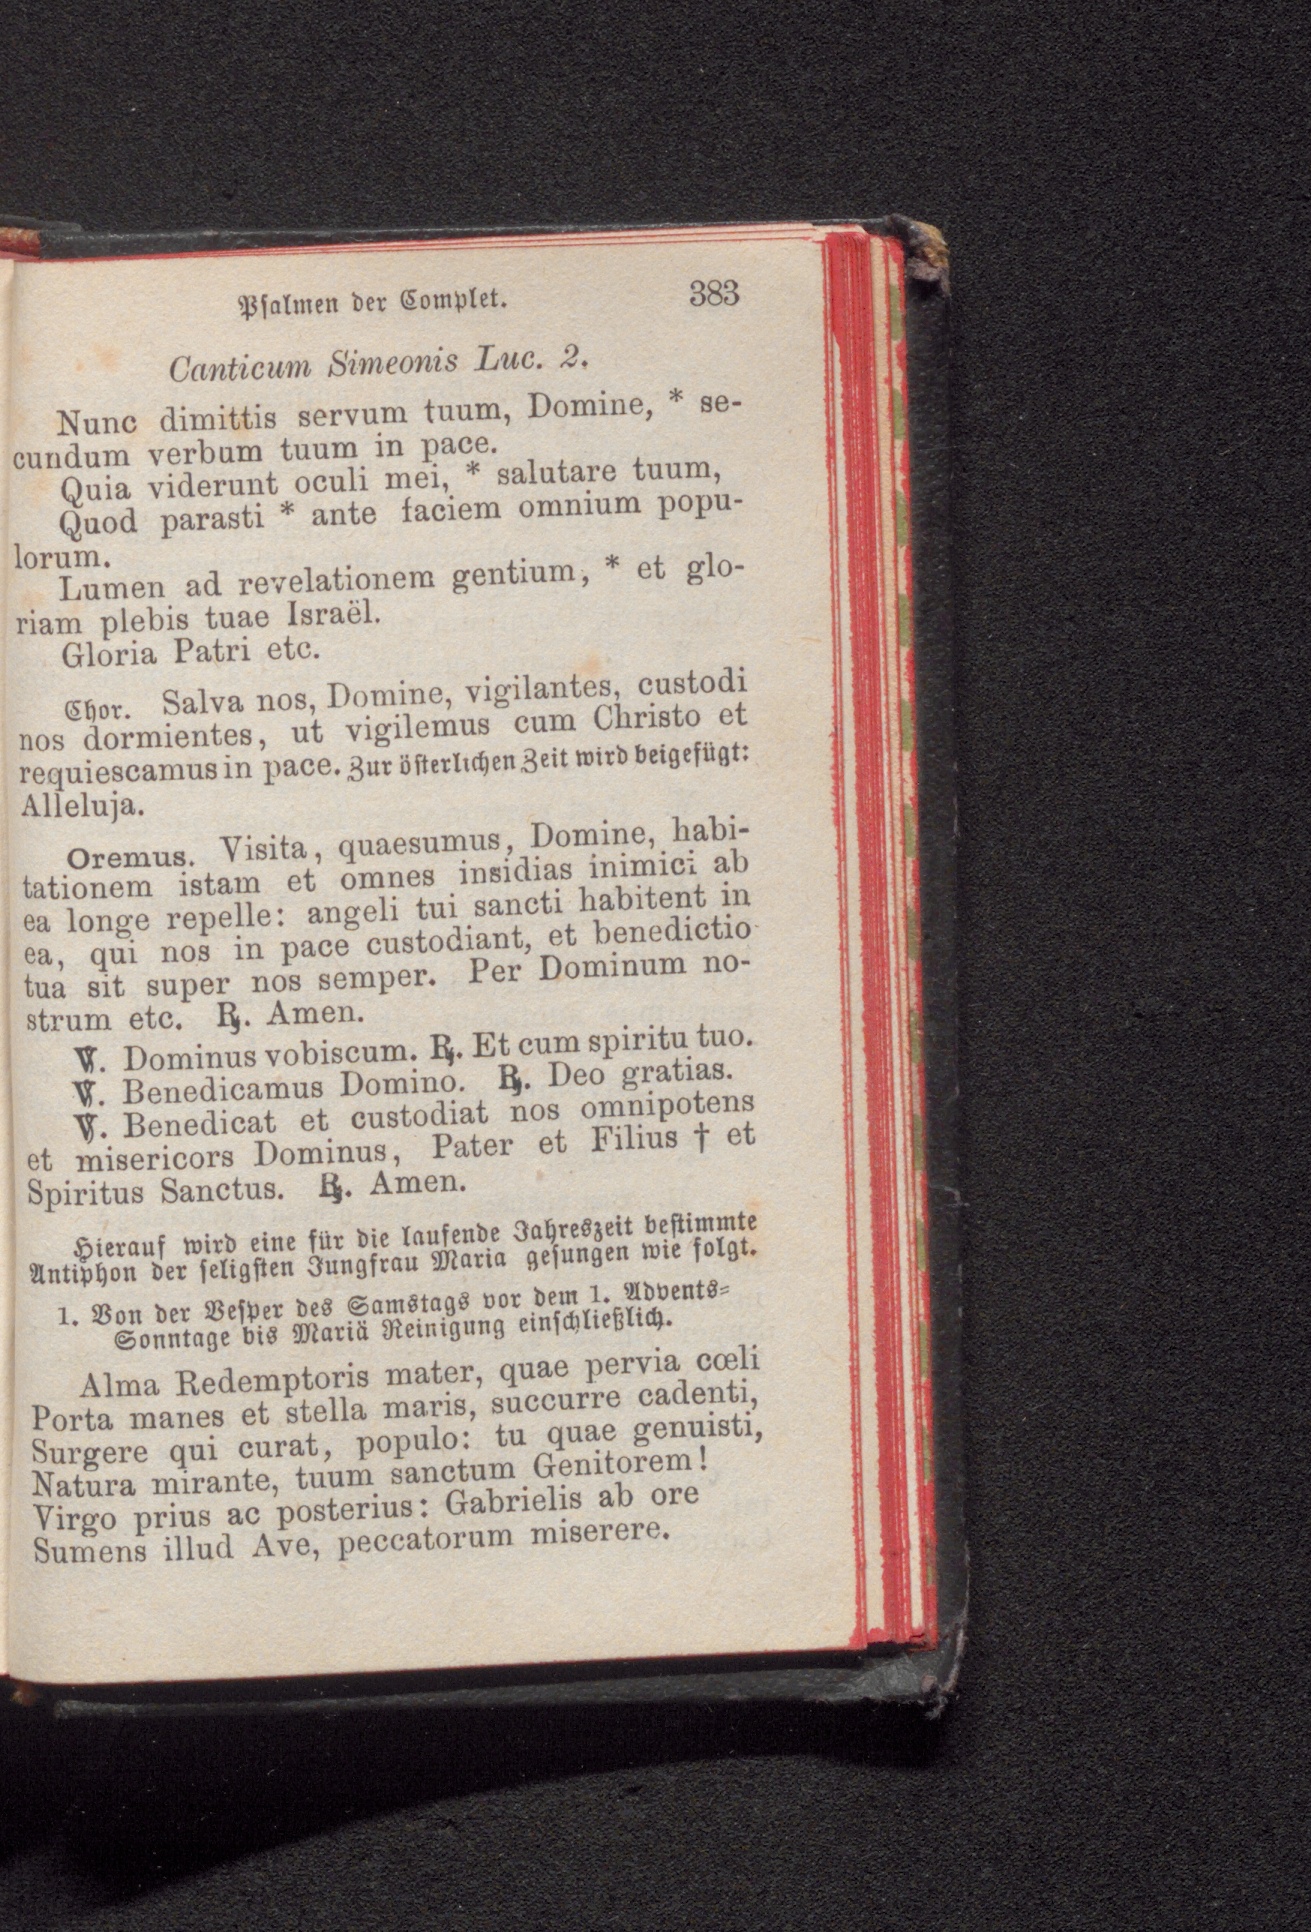 Psalmen der Complet. 383
Canticum Simeonis Luc. 2.
Nunc dimittis servum tuum, Domine, * se-
cundum verbum tuum in pace.
Quia viderunt oculi mei, * salutare tuum,
Quod parasti * ante faciem omnium popu-
lorum.
Lumen ad revelationem gentium, * et glo-
riam plebis tuae Israël.
Gloria Patri etc.
Chor. Salva nos, Domine, vigilantes, custodi
nos dormientes, ut vigilemus cum Christo et
requiescamus in pace. Zur österlichen Zeit wird beigefügt:
Alleluja.
Oremus. Visita, quaesumus, Domine, habi-
tationem istam et omnes insidias inimici ab
ea longe repelle: angeli tui sancti habitent in
ea, qui nos in pace custodiant, et benedictio
tua sit super nos semper. Per Dominum no-
strum etc. ℟. Amen.
℣. Dominus vobiscum. ℟. Et cum spiritu tuo.
℣. Benedicamus Domino. ℟. Deo gratias.
℣. Benedicat et custodiat nos omnipotens
et misericors Dominus, Pater et Filius † et
Spiritus Sanctus. ℟. Amen.
Hierauf wird eine für die laufende Jahreszeit bestimmte
Antiphon der seligsten Jungfrau Maria gesungen wie folgt.
1. Von der Vesper des Samstags vor dem 1. Advents-
Sonntage bis Mariä Reinigung einschließlich.
Alma Redemptoris mater, quae pervia cœli
Porta manes et stella maris, succurre cadenti,
Surgere qui curat, populo: tu quae genuisti,
Natura mirante, tuum sanctum Genitorem!
Virgo prius ac posterius: Gabrielis ab ore
Sumens illud Ave, peccatorum miserere.